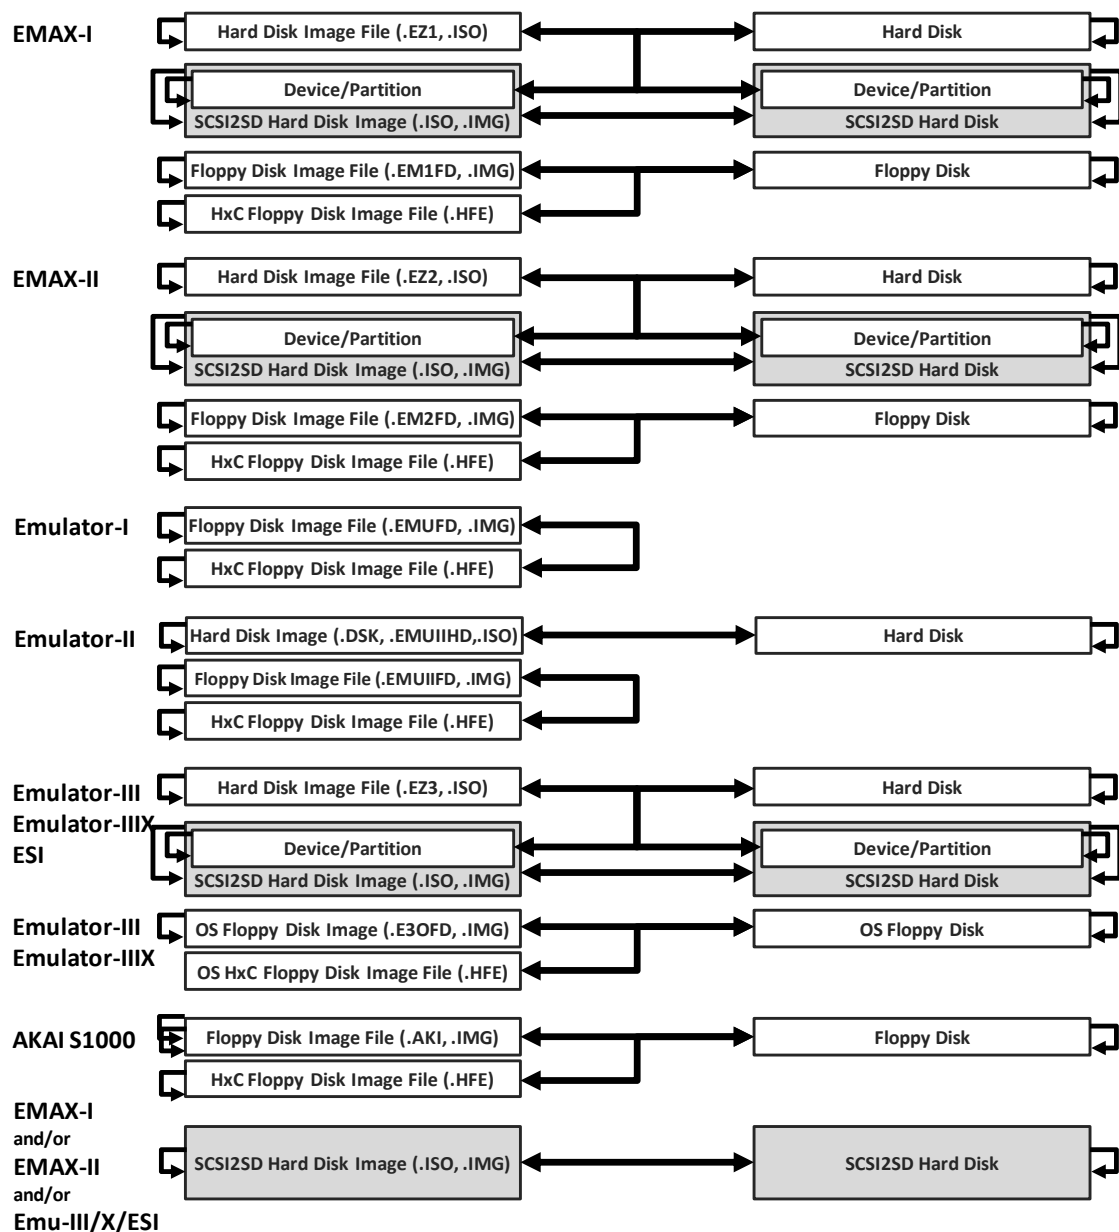 EMAX-I
Hard Disk Image File (.EZ1, .ISO)
Hard Disk
Device/Partition
Device/Partition
SCSI2SD Hard Disk Image (.ISO, .IMG)
SCSI2SD Hard Disk
Floppy Disk Image File (.EM1FD, .IMG)
Floppy Disk
HxC Floppy Disk Image File (.HFE)
EMAX-II
Hard Disk Image File (.EZ2, .ISO)
Hard Disk
Device/Partition
Device/Partition
SCSI2SD Hard Disk Image (.ISO, .IMG)
SCSI2SD Hard Disk
Floppy Disk Image File (.EM2FD, .IMG)
Floppy Disk
HxC Floppy Disk Image File (.HFE)
Emulator-I
Floppy Disk Image File (.EMUFD, .IMG)
HxC Floppy Disk Image File (.HFE)
Emulator-II
Hard Disk Image (.DSK, .EMUIIHD,.ISO)
Hard Disk
Floppy Disk Image File (.EMUIIFD, .IMG)
HxC Floppy Disk Image File (.HFE)
Emulator-III
Emulator-IIIX
ESI
Hard Disk Image File (.EZ3, .ISO)
Hard Disk
Device/Partition
Device/Partition
SCSI2SD Hard Disk Image (.ISO, .IMG)
SCSI2SD Hard Disk
Emulator-III
Emulator-IIIX
OS Floppy Disk Image (.E3OFD, .IMG)
OS Floppy Disk
OS HxC Floppy Disk Image File (.HFE)
AKAI S1000
Floppy Disk Image File (.AKI, .IMG)
Floppy Disk
HxC Floppy Disk Image File (.HFE)
EMAX-I
and/or
EMAX-II
and/or
Emu-III/X/ESI
SCSI2SD Hard Disk Image (.ISO, .IMG)
SCSI2SD Hard Disk